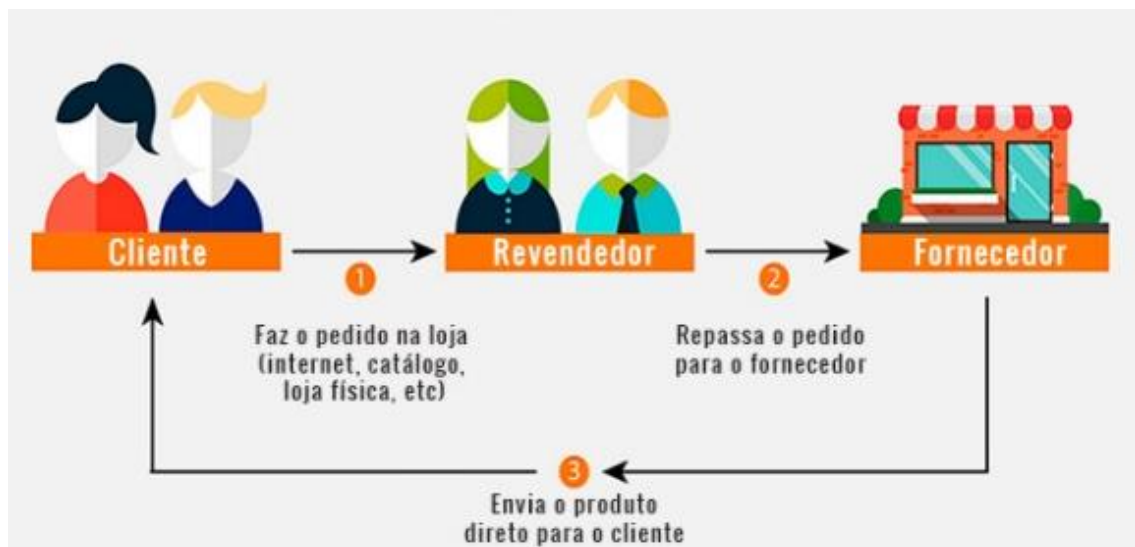 Cliente
Revendedor
Fornecedor
1
Faz o pedido na loja
(internet, catálogo,
loja física, etc)
2
Repassa o pedido
para o fornecedor
3
Envia o produto
direto para o cliente